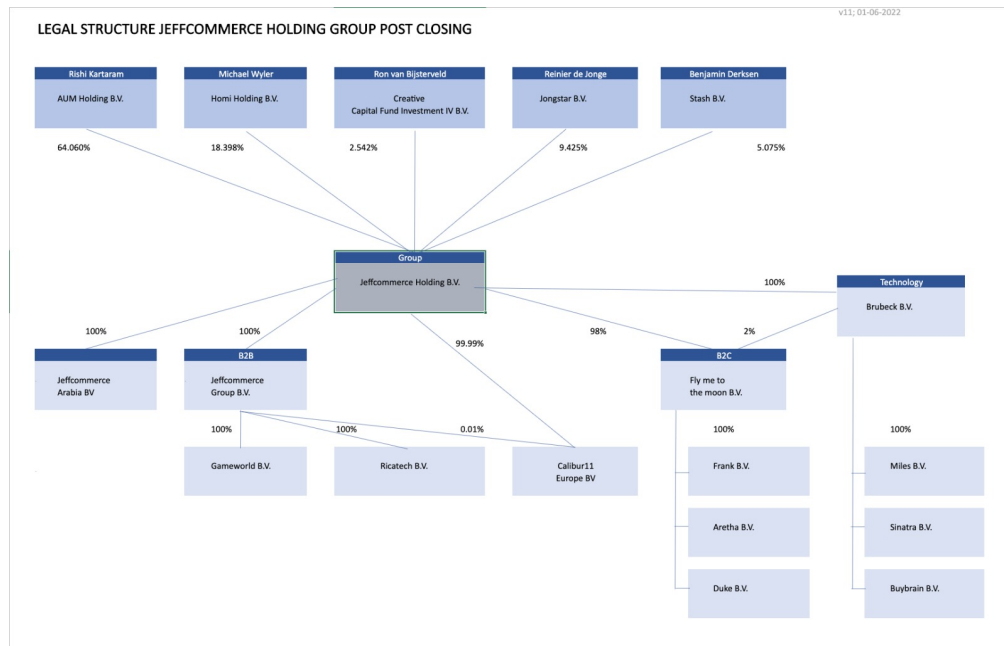 v11; 01-06-2022
LEGAL STRUCTURE JEFFCOMMERCE HOLDING GROUP POST CLOSING
Rishi Kartaram
AUM Holding B.V.
Michael Wyler
Homi Holding B.V.
Ron van Bijsterveld
Creative
Capital Fund Investment IV B.V.
Reinier de Jonge
Jongstar B.V.
Benjamin Derksen
Stash B.V.
64.060%
18.398%
2.542%
9.425%
5.075%
Group
Jeffcommerce Holding B.V.
100%
Technology
Brubeck B.V.
100%
100%
99.99%
98%
2%
Jeffcommerce
Arabia BV
B2B
Jeffcommerce
Group B.V.
B2C
Fly me to
the moon B.V.
100%
100%
0.01%
100%
100%
Gameworld B.V.
Ricatech B.V.
Calibur11
Europe BV
Frank B.V.
Miles B.V.
Aretha B.V.
Sinatra B.V.
Duke B.V.
Buybrain B.V.